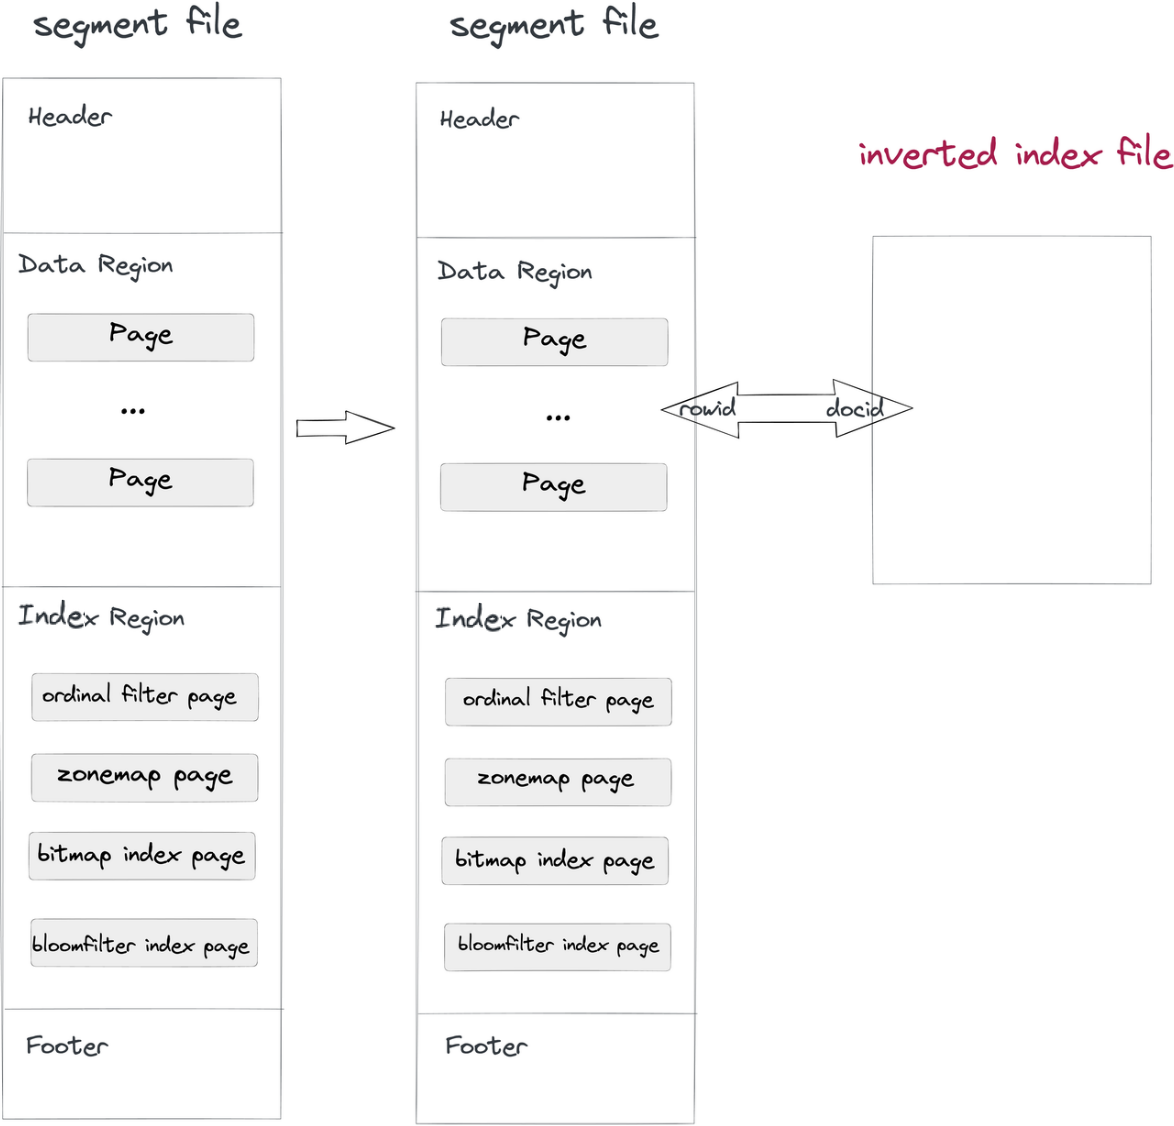 segment file
Header
Data Region
Page
...
Page
Index Region
ordinal filter page
zonemap page
bitmap index page
bloomfilter index page
Footer
segment file
Header
Data Region
Page
...
Page
Index Region
ordinal filter page
zonemap page
bitmap index page
bloomfilter index page
Footer
rowid
docid
inverted index file